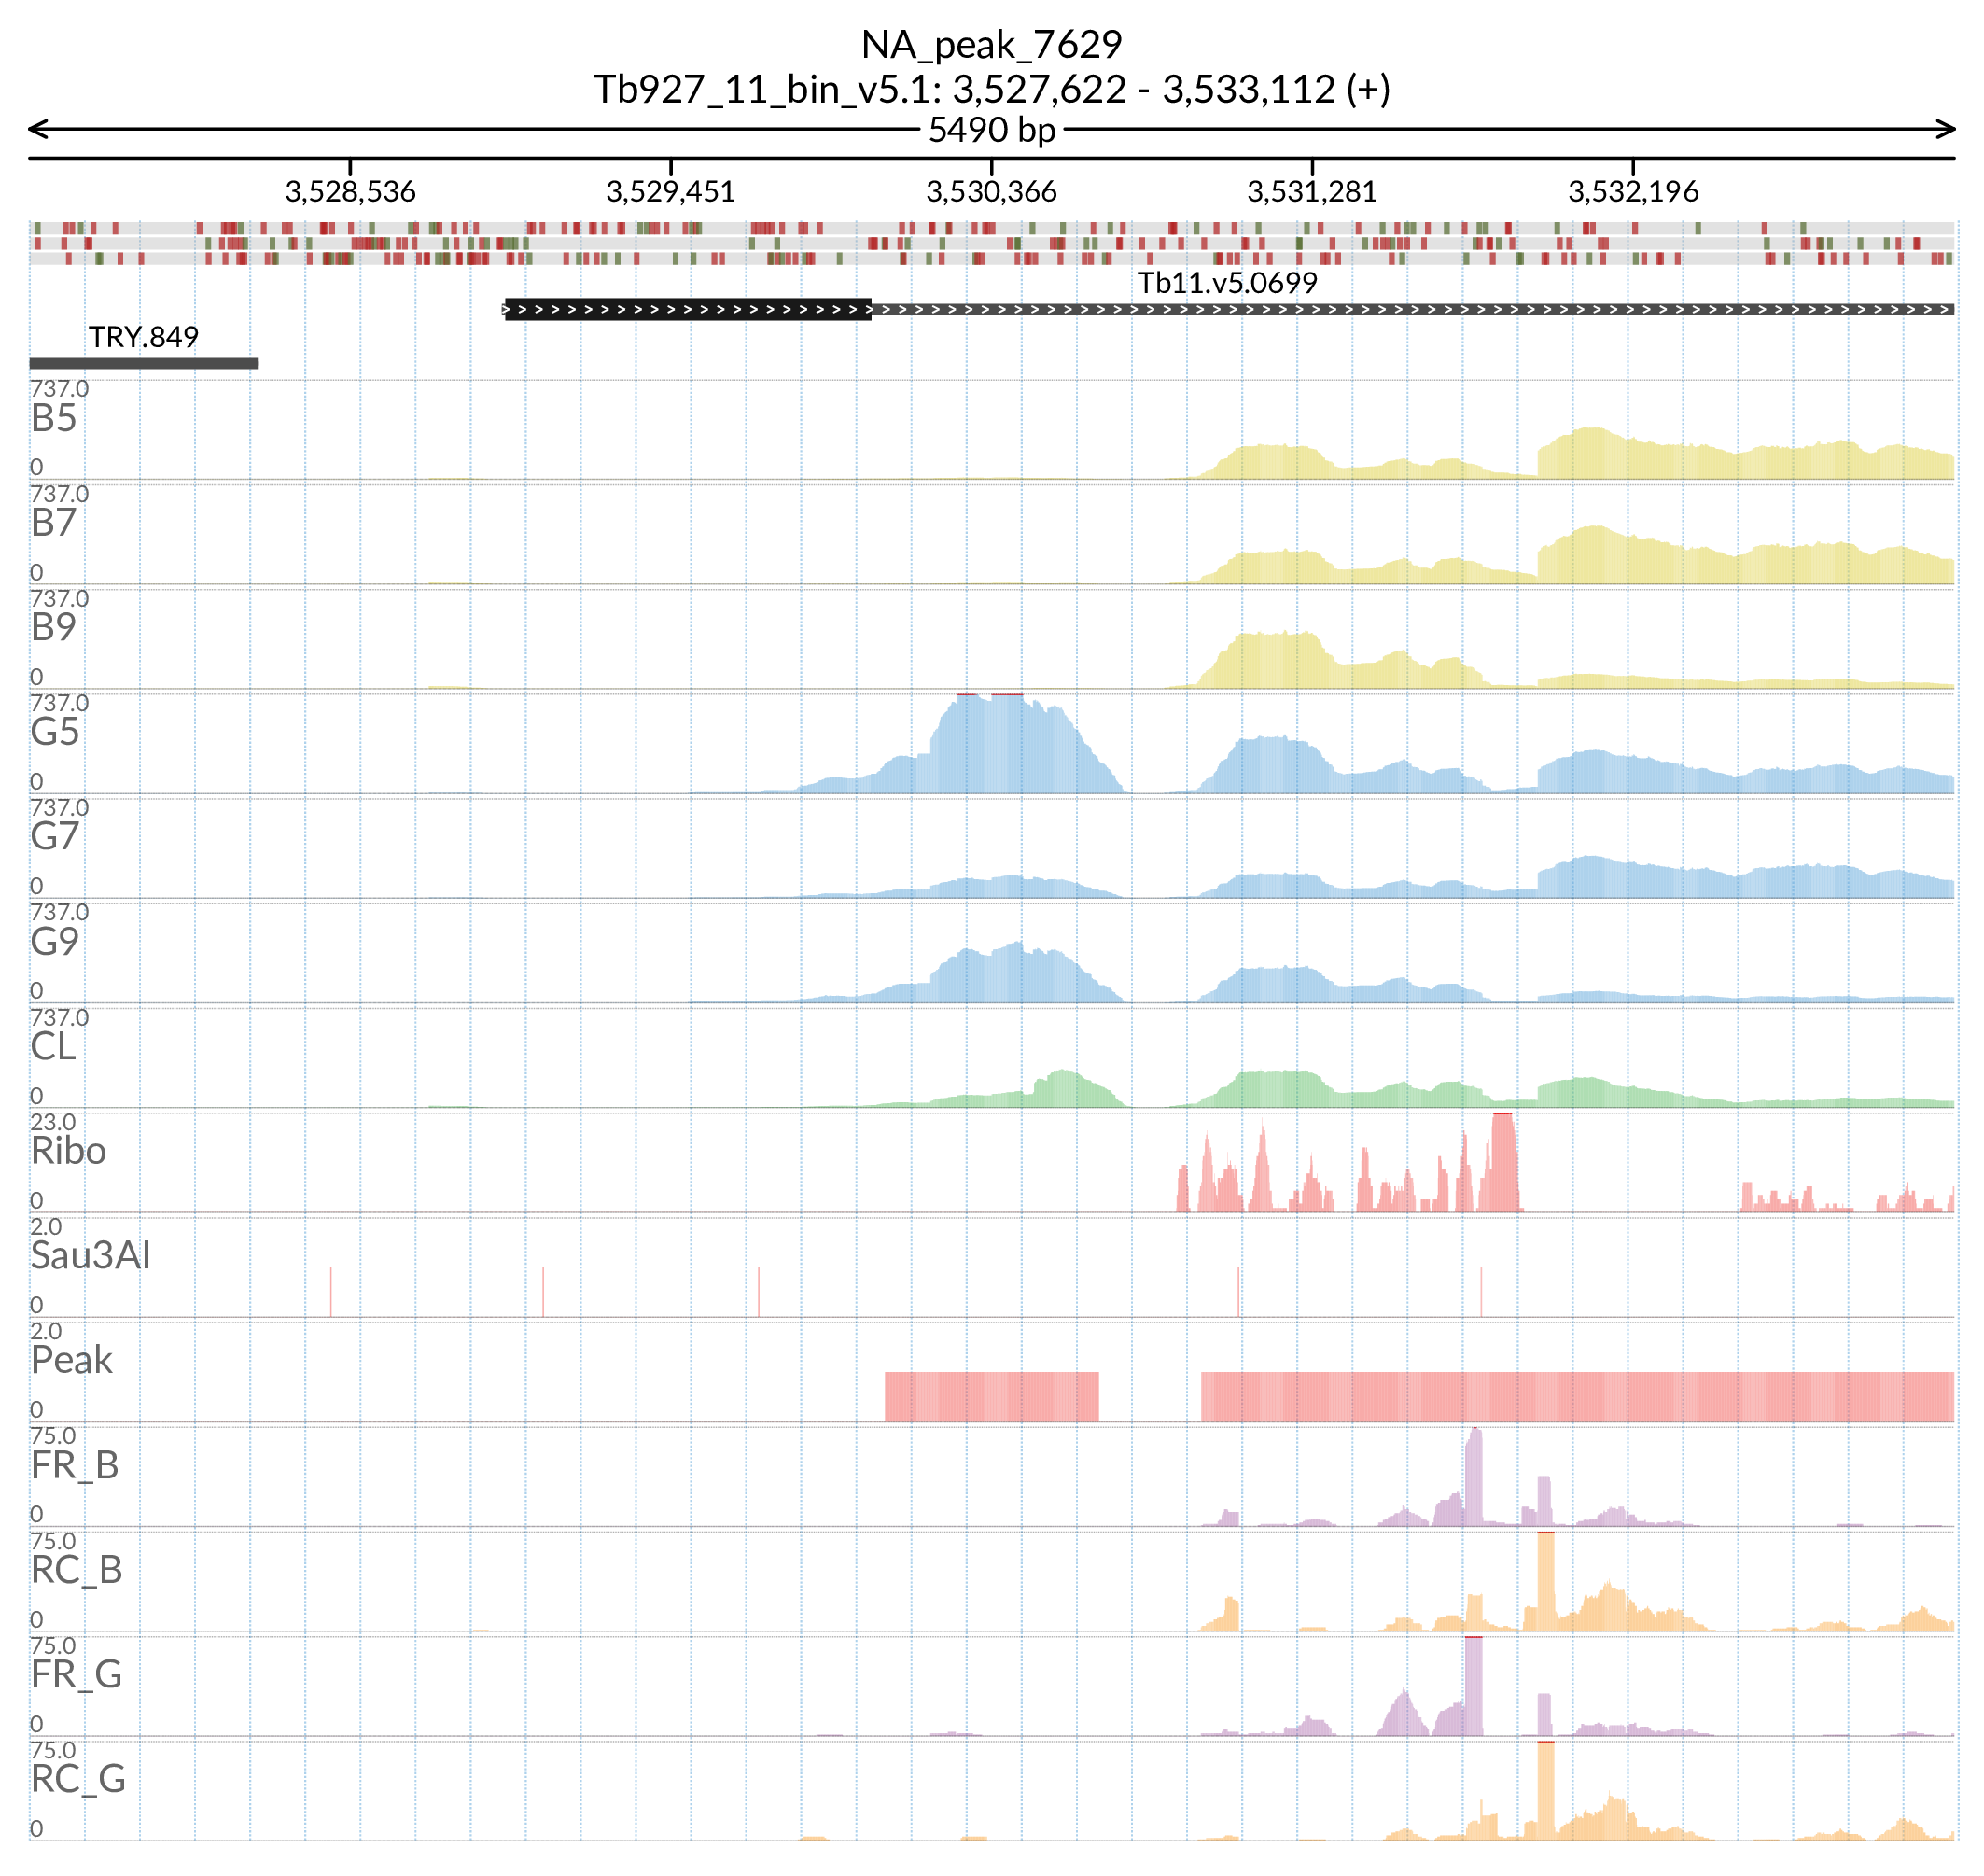 NA_peak_7629
Tb927_11_bin_v5.1: 3,527,622 - 3,533,112 (+)
5490 bp
3,528,536 3,529,451 3,530,366 3,531,281 3,532,196
Tb11.v5.0699
TRY.849
737.0
B5
0
737.0
B7
0
737.0
B9
0
737.0
G5
0
737.0
G7
0
737.0
G9
0
737.0
CL
0
23.0
Ribo
0
2.0
Sau3AI
0
2.0
Peak
0
75.0
FR_B
0
75.0
RC_B
0
75.0
FR_G
0
75.0
RC_G
0